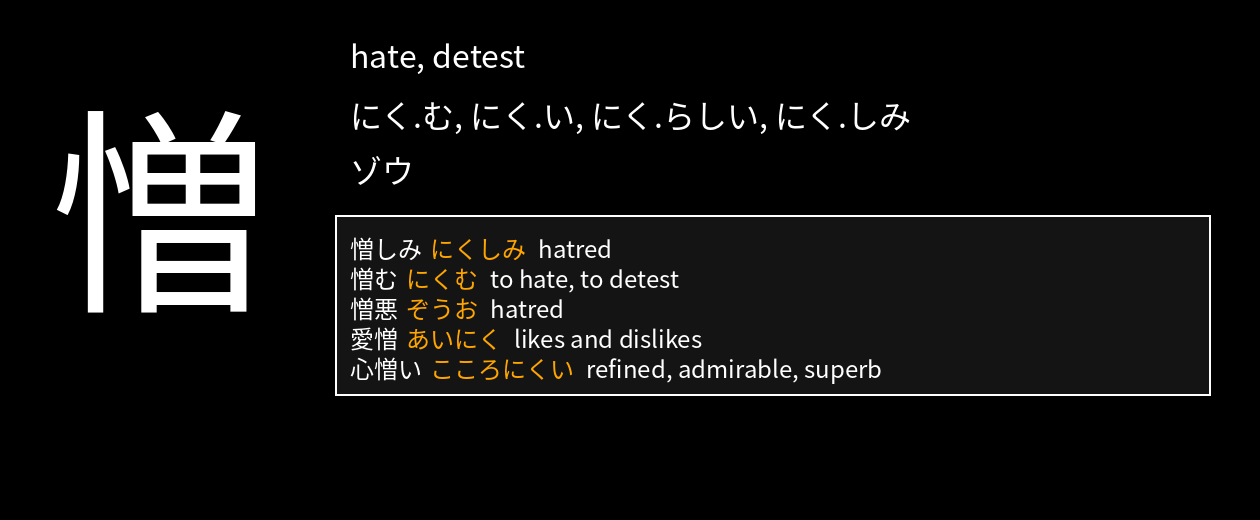 憎
hate, detest
にく.む, にく.い, にく.らしい, にく.しみ
ゾウ
憎しみ にくしみ hatred
憎む にくむ to hate, to detest
憎悪 ぞうお hatred
愛憎 あいにく likes and dislikes
心憎い こころにくい refined, admirable, superb